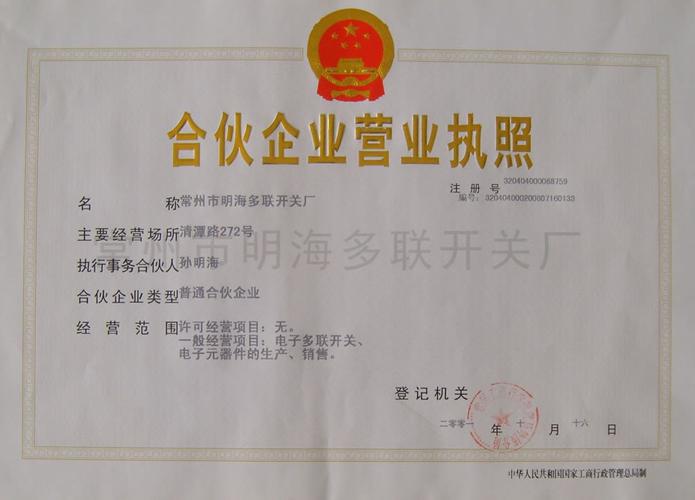 合伙企业营业执照
注册号 320404000068759
编号：320404000200807160133
名称 常州市明海多联开关厂
主要经营场所 清潭路272号
执行事务合伙人 孙明海
合伙企业类型 普通合伙企业
经营范围 许可经营项目：无。
一般经营项目：电子多联开关、
电子元器件的生产、销售。
常州市明海多联开关厂
登记机关
二零零一年十一月十六日
中华人民共和国国家工商行政管理总局制